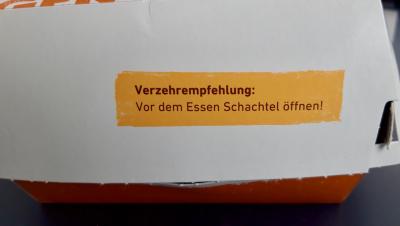 Verzehrempfehlung:
Vor dem Essen Schachtel öffnen!